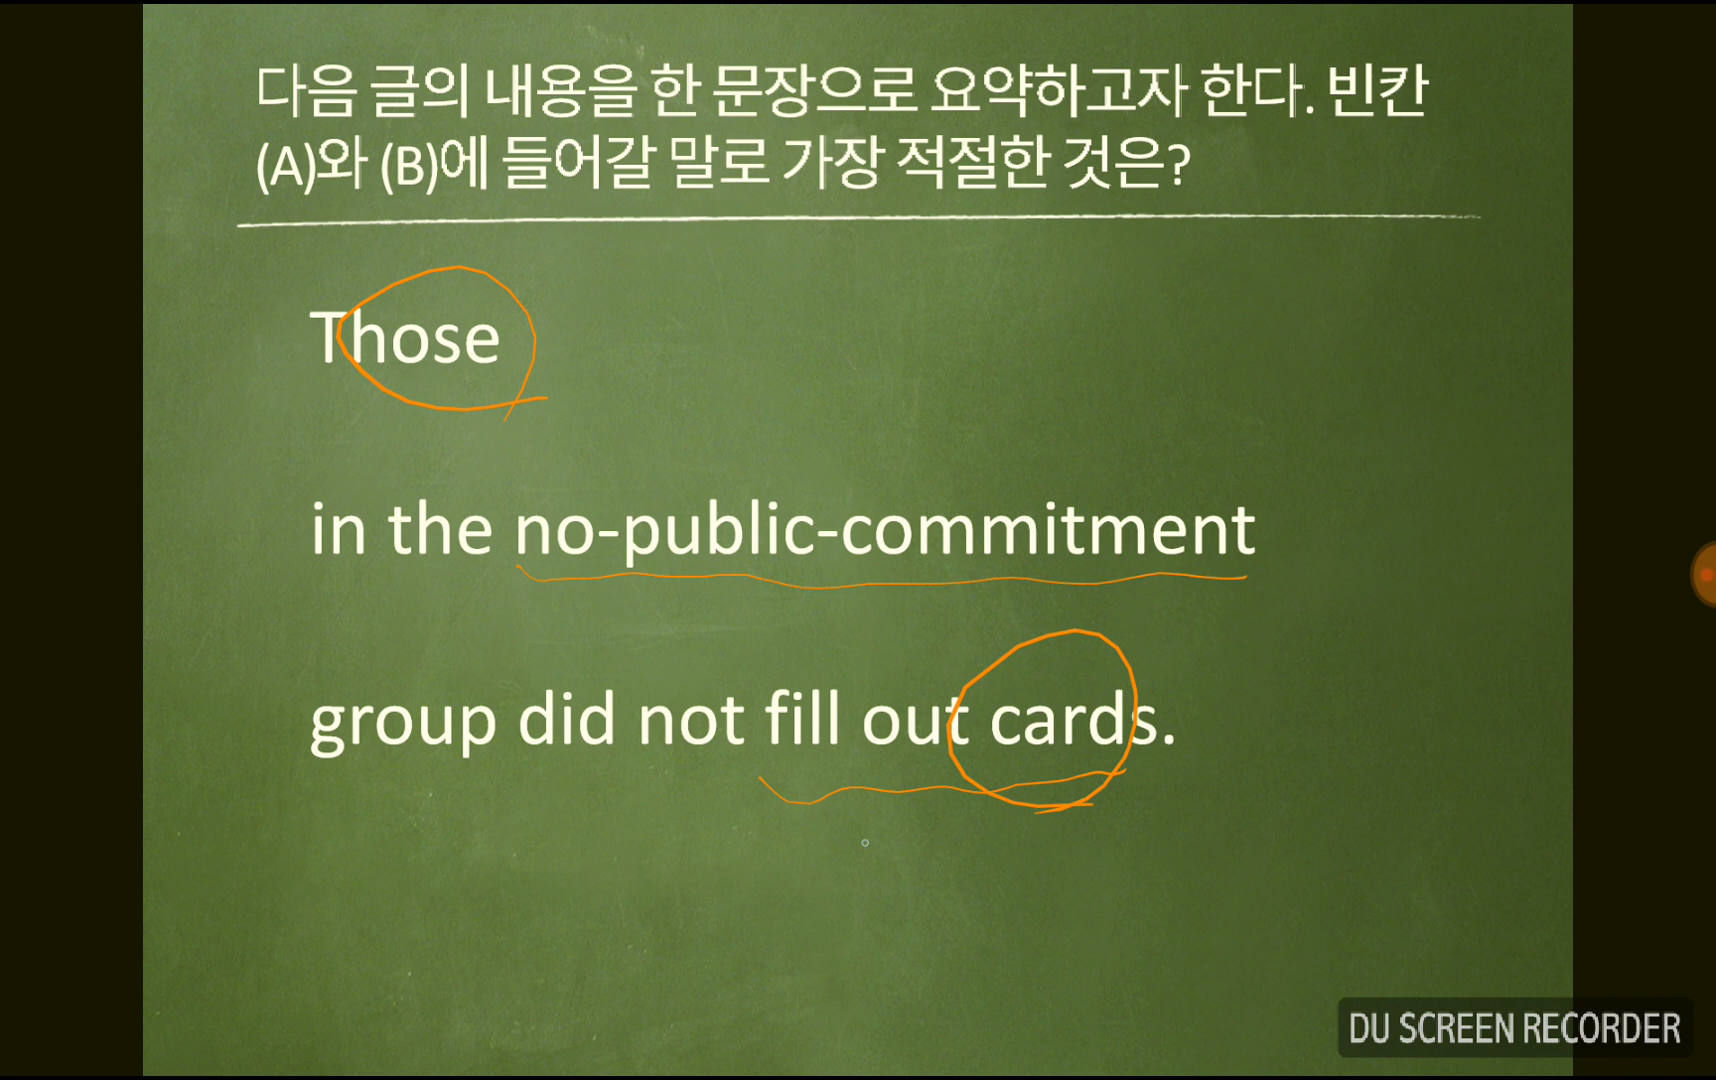 다음 글의 내용을 한 문장으로 요약하고자 한다. 빈칸
(A)와 (B)에 들어갈 말로 가장 적절한 것은?
Those
in the no-public-commitment
group did not fill out cards.
DU SCREEN RECORDER